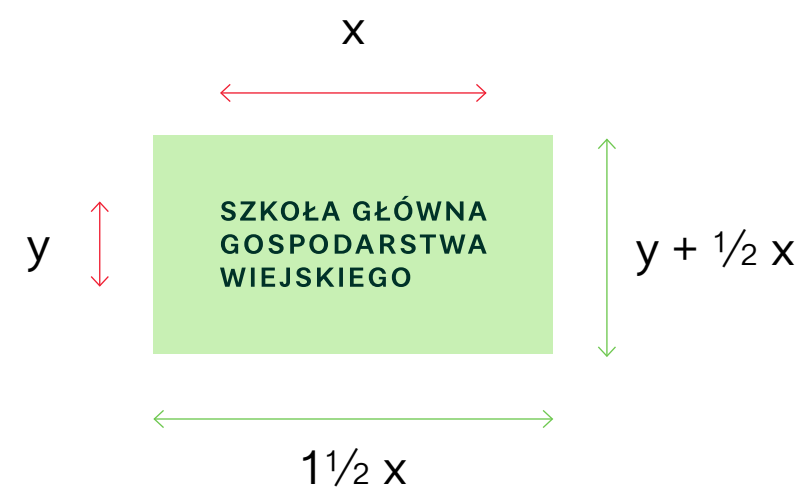 x
SZKOŁA GŁÓWNA
GOSPODARSTWA
WIEJSKIEGO
y
y + ½ x
1½ x